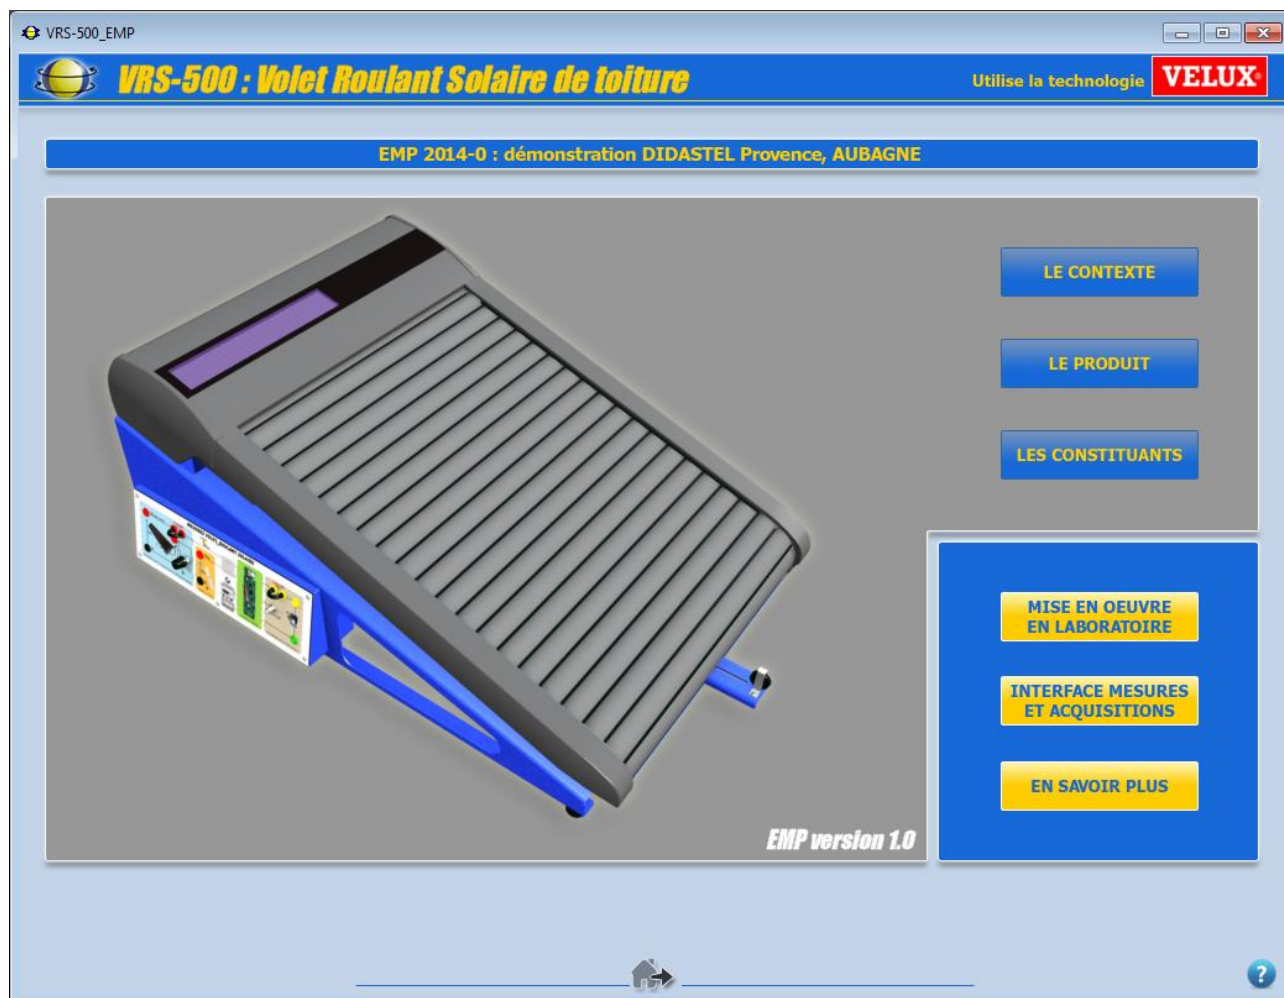 VRS-500_EMP
VRS-500 : Volet Roulant Solaire de toiture
Utilise la technologie VELUX
EMP 2014-0 : démonstration DIDASTEL Provence, AUBAGNE
LE CONTEXTE
LE PRODUIT
LES CONSTITUANTS
MISE EN OEUVRE
EN LABORATOIRE
INTERFACE MESURES
ET ACQUISITIONS
EN SAVOIR PLUS
EMP version 1.0
?